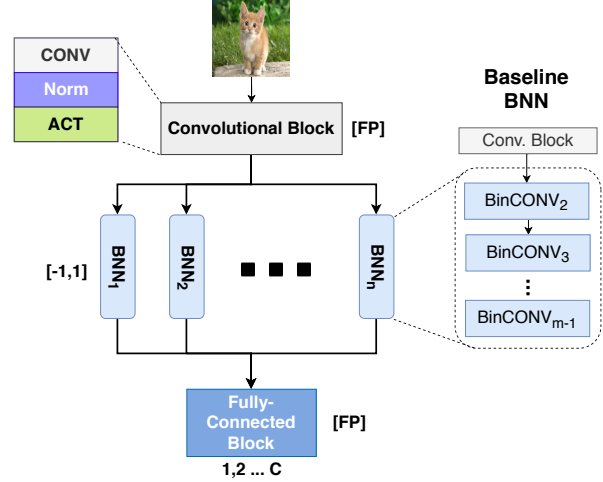 CONV
Norm
ACT
Convolutional Block
[FP]
Baseline
BNN
Conv. Block
BinCONV2
BinCONV3
BinCONVm-1
[-1,1]
BNN1
BNN2
BNNn
Fully-
Connected
Block
[FP]
1,2 ... C